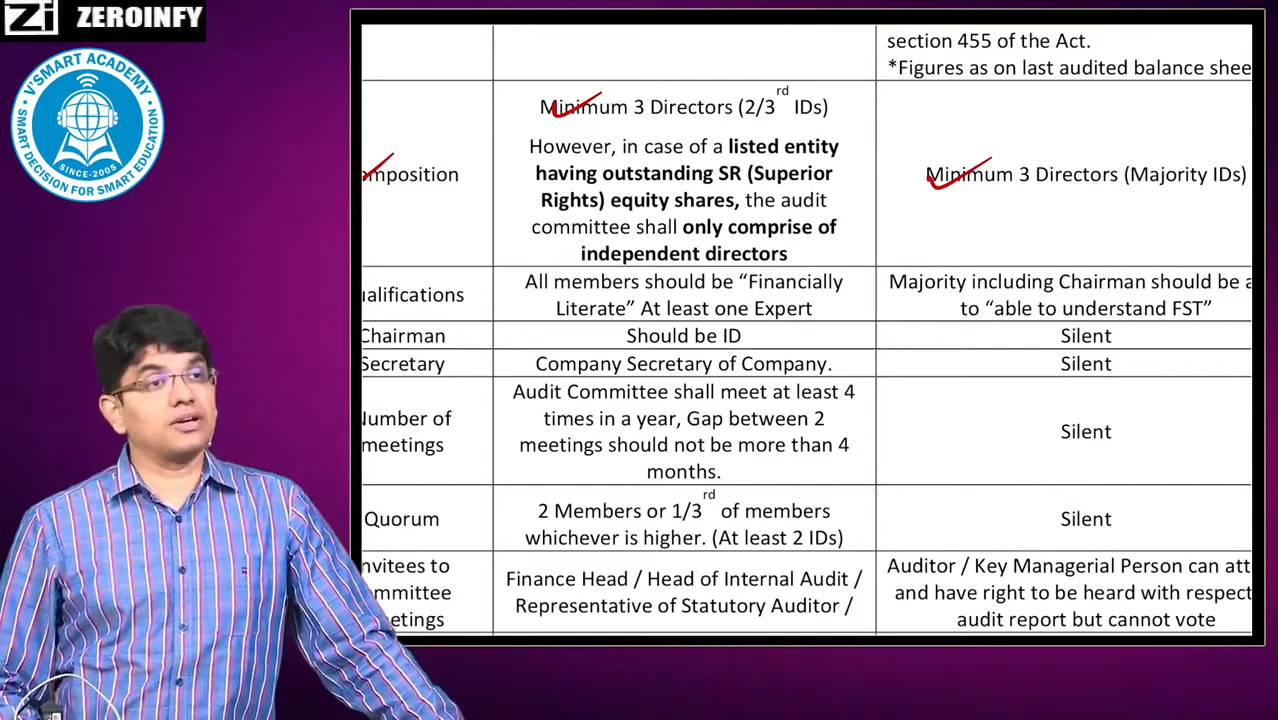 Zi ZEROINFY
V'SMART ACADEMY
SINCE-2005
SMART DECISION FOR SMART EDUCATION
section 455 of the Act.
*Figures as on last audited balance shee
mposition
Minimum 3 Directors (2/3rd IDs)
However, in case of a listed entity
having outstanding SR (Superior
Rights) equity shares, the audit
committee shall only comprise of
independent directors
Minimum 3 Directors (Majority IDs)
ualifications
All members should be “Financially
Literate” At least one Expert
Majority including Chairman should be a
to “able to understand FST”
Chairman
Should be ID
Silent
Secretary
Company Secretary of Company.
Silent
Number of
meetings
Audit Committee shall meet at least 4
times in a year, Gap between 2
meetings should not be more than 4
months.
Silent
Quorum
2 Members or 1/3rd of members
whichever is higher. (At least 2 IDs)
Silent
nvitees to
ommittee
etings
Finance Head / Head of Internal Audit /
Representative of Statutory Auditor /
Auditor / Key Managerial Person can att
and have right to be heard with respect
audit report but cannot vote